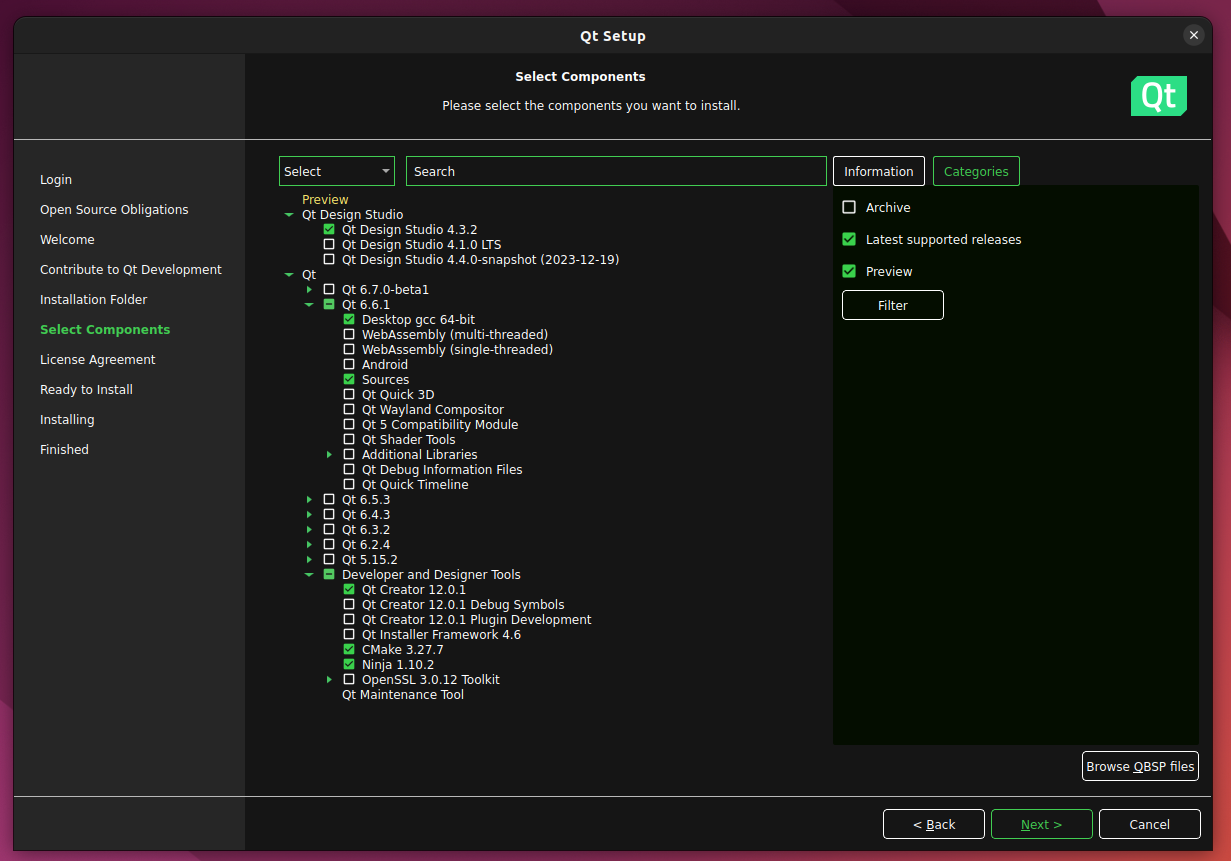 Qt Setup
Select Components
Please select the components you want to install.
Qt
Login
Open Source Obligations
Welcome
Contribute to Qt Development
Installation Folder
Select Components
License Agreement
Ready to Install
Installing
Finished
Select
Search
Information
Categories
Preview
Qt Design Studio
Qt Design Studio 4.3.2
Qt Design Studio 4.1.0 LTS
Qt Design Studio 4.4.0-snapshot (2023-12-19)
Qt
Qt 6.7.0-beta1
Qt 6.6.1
Desktop gcc 64-bit
WebAssembly (multi-threaded)
WebAssembly (single-threaded)
Android
Sources
Qt Quick 3D
Qt Wayland Compositor
Qt 5 Compatibility Module
Qt Shader Tools
Additional Libraries
Qt Debug Information Files
Qt Quick Timeline
Qt 6.5.3
Qt 6.4.3
Qt 6.3.2
Qt 6.2.4
Qt 5.15.2
Developer and Designer Tools
Qt Creator 12.0.1
Qt Creator 12.0.1 Debug Symbols
Qt Creator 12.0.1 Plugin Development
Qt Installer Framework 4.6
CMake 3.27.7
Ninja 1.10.2
OpenSSL 3.0.12 Toolkit
Qt Maintenance Tool
Archive
Latest supported releases
Preview
Filter
Browse QBSP files
< Back
Next >
Cancel